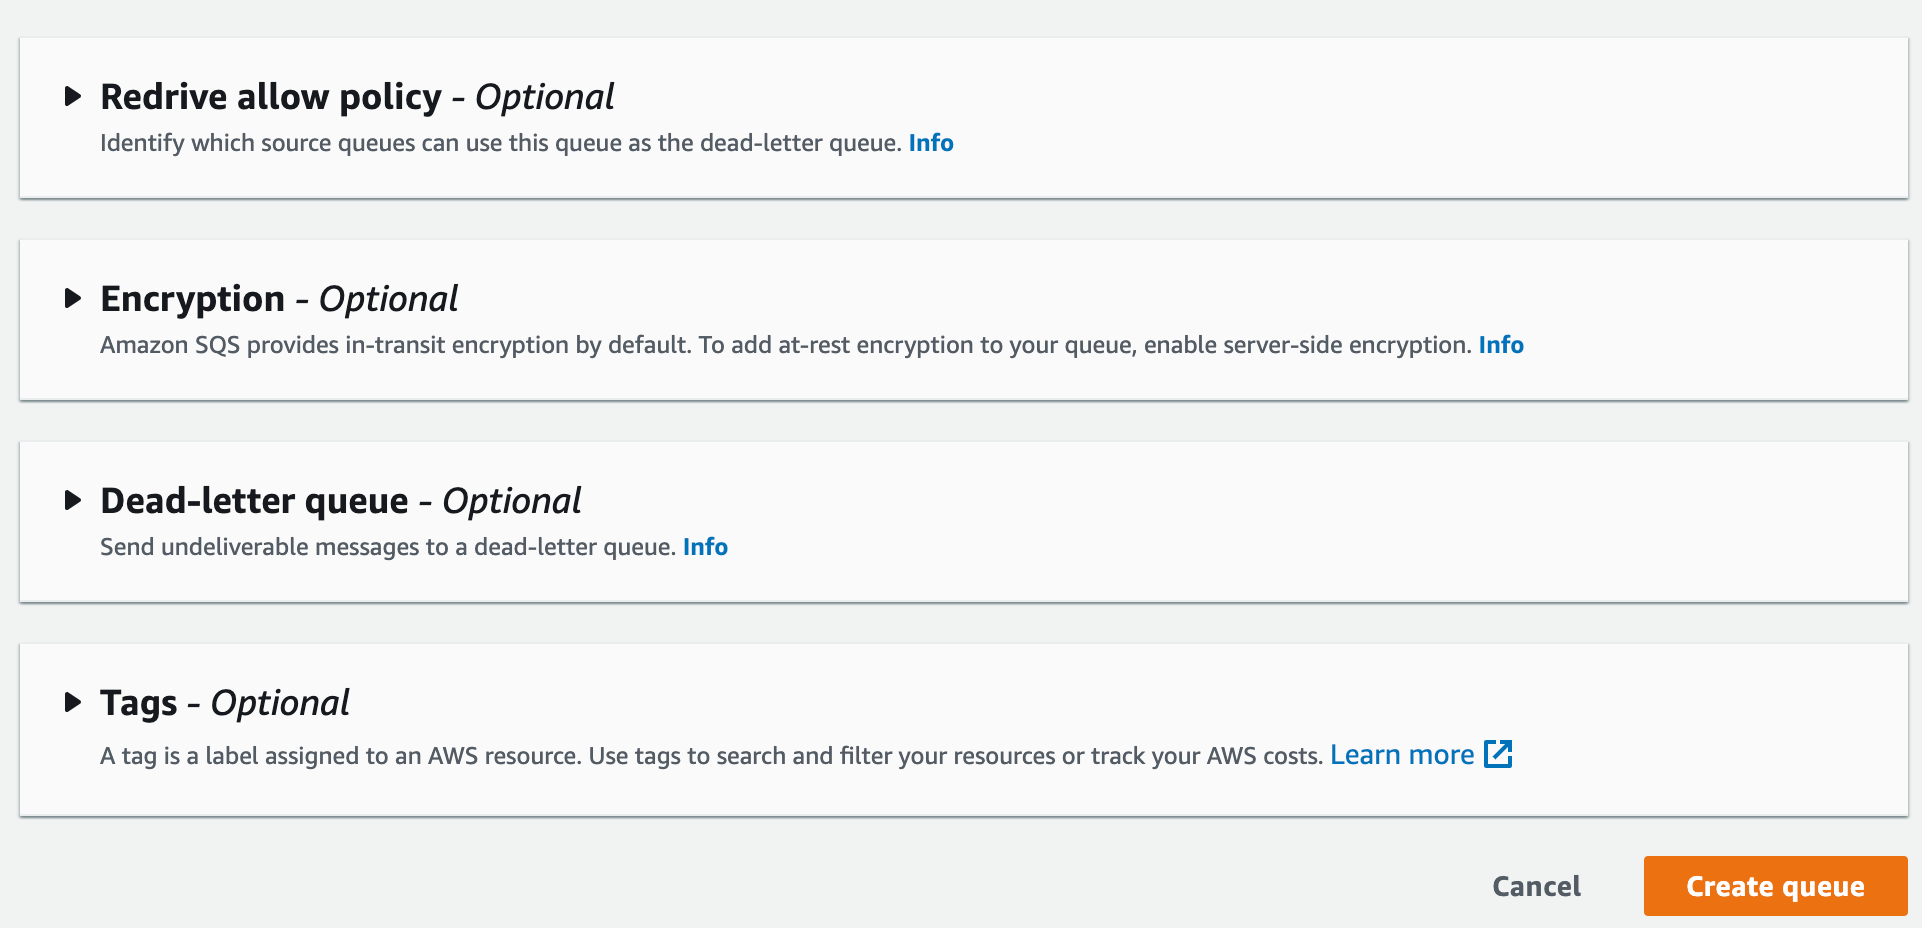 Redrive allow policy - Optional
Identify which source queues can use this queue as the dead-letter queue. Info
Encryption - Optional
Amazon SQS provides in-transit encryption by default. To add at-rest encryption to your queue, enable server-side encryption. Info
Dead-letter queue - Optional
Send undeliverable messages to a dead-letter queue. Info
Tags - Optional
A tag is a label assigned to an AWS resource. Use tags to search and filter your resources or track your AWS costs. Learn more
Cancel Create queue